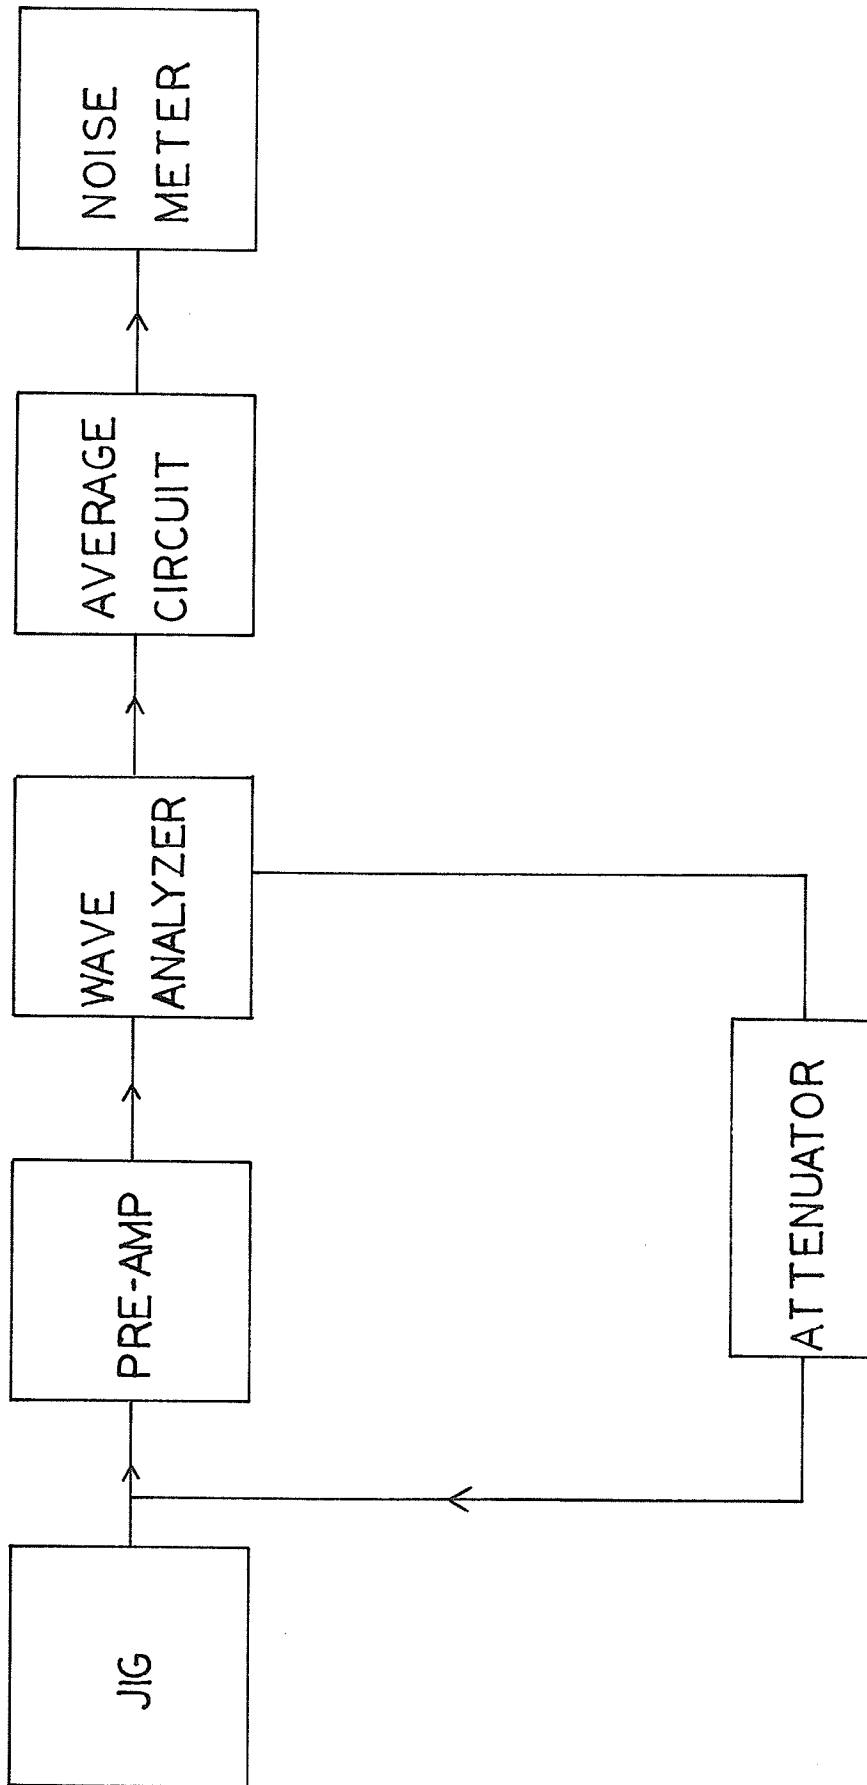 JIG
PRE-AMP
WAVE
ANALYZER
AVERAGE
CIRCUIT
NOISE
METER
ATTENUATOR